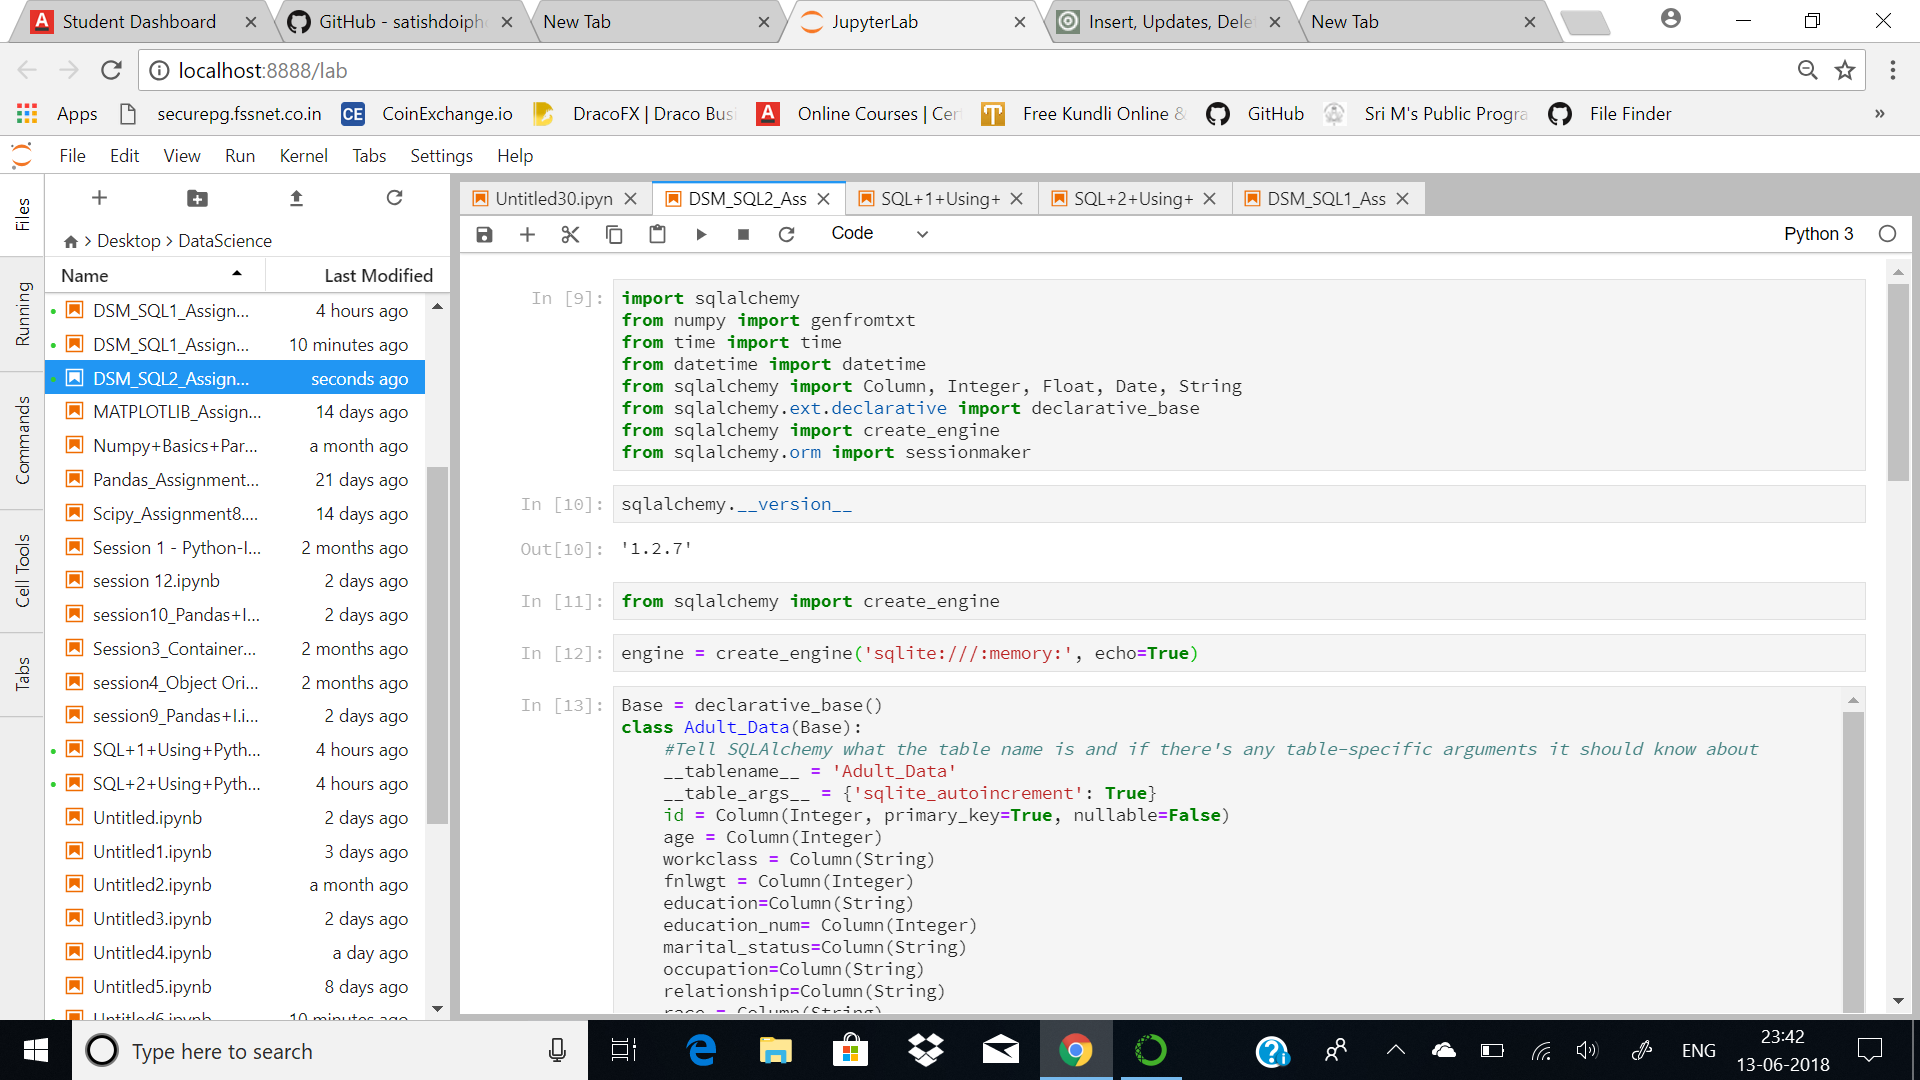 Student Dashboard
GitHub - satishdoiph
New Tab
JupyterLab
Insert, Updates, Dele
New Tab
localhost:8888/lab
Apps
securepg.fssnet.co.in
CE CoinExchange.io
DracoFX | Draco Busi
A Online Courses | Cer
T Free Kundli Online &
GitHub
Sri M's Public Progra
File Finder
»
File Edit View Run Kernel Tabs Settings Help
Files
Running
Commands
Cell Tools
Tabs
Desktop > DataScience
Name Last Modified
DSM_SQL1_Assign... 4 hours ago
DSM_SQL1_Assign... 10 minutes ago
DSM_SQL2_Assign... seconds ago
MATPLOTLIB_Assign... 14 days ago
Numpy+Basics+Par... a month ago
Pandas_Assignment... 21 days ago
Scipy_Assignment8.... 14 days ago
Session 1 - Python-I... 2 months ago
session 12.ipynb 2 days ago
session10_Pandas+I... 2 days ago
Session3_Container... 2 months ago
session4_Object Ori... 2 months ago
session9_Pandas+I.i... 2 days ago
SQL+1+Using+Pyth... 4 hours ago
SQL+2+Using+Pyth... 4 hours ago
Untitled.ipynb 2 days ago
Untitled1.ipynb 3 days ago
Untitled2.ipynb a month ago
Untitled3.ipynb 2 days ago
Untitled4.ipynb a day ago
Untitled5.ipynb 8 days ago
Untitled6.ipynb 10 minutes ago
Untitled30.ipyn
DSM_SQL2_Ass
SQL+1+Using+
SQL+2+Using+
DSM_SQL1_Ass
Code
Python 3
In [9]: import sqlalchemy
from numpy import genfromtxt
from time import time
from datetime import datetime
from sqlalchemy import Column, Integer, Float, Date, String
from sqlalchemy.ext.declarative import declarative_base
from sqlalchemy import create_engine
from sqlalchemy.orm import sessionmaker
In [10]: sqlalchemy.__version__
Out[10]: '1.2.7'
In [11]: from sqlalchemy import create_engine
In [12]: engine = create_engine('sqlite:///:memory:', echo=True)
In [13]: Base = declarative_base()
class Adult_Data(Base):
#Tell SQLAlchemy what the table name is and if there's any table-specific arguments it should know about
__tablename__ = 'Adult_Data'
__table_args__ = {'sqlite_autoincrement': True}
id = Column(Integer, primary_key=True, nullable=False)
age = Column(Integer)
workclass = Column(String)
fnlwgt = Column(Integer)
education=Column(String)
education_num= Column(Integer)
marital_status=Column(String)
occupation=Column(String)
relationship=Column(String)
race = Column(String)
Type here to search
ENG
23:42
13-06-2018